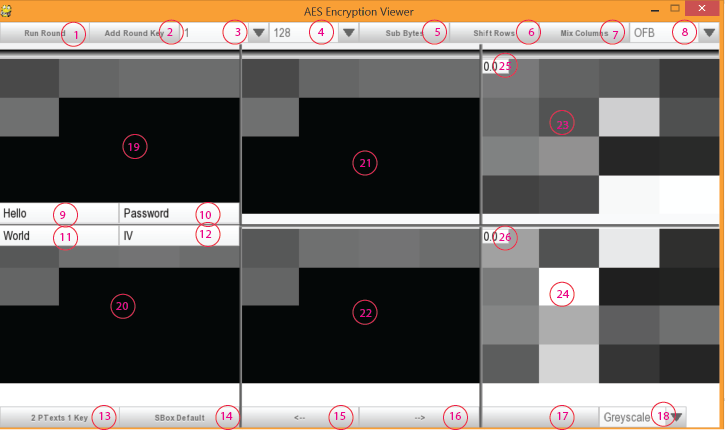 AES Encryption Viewer
Run Round 1 Add Round Key 2 1 3 128 4 Sub Bytes 5 Shift Rows 6 Mix Columns 7 OFB 8
0.0 25
19 21 23
Hello 9 Password 10
World 11 IV 12
0.0 26
20 22 24
2 PTexts 1 Key 13 SBox Default 14 <-- 15 --> 16 17 Greyscale 18